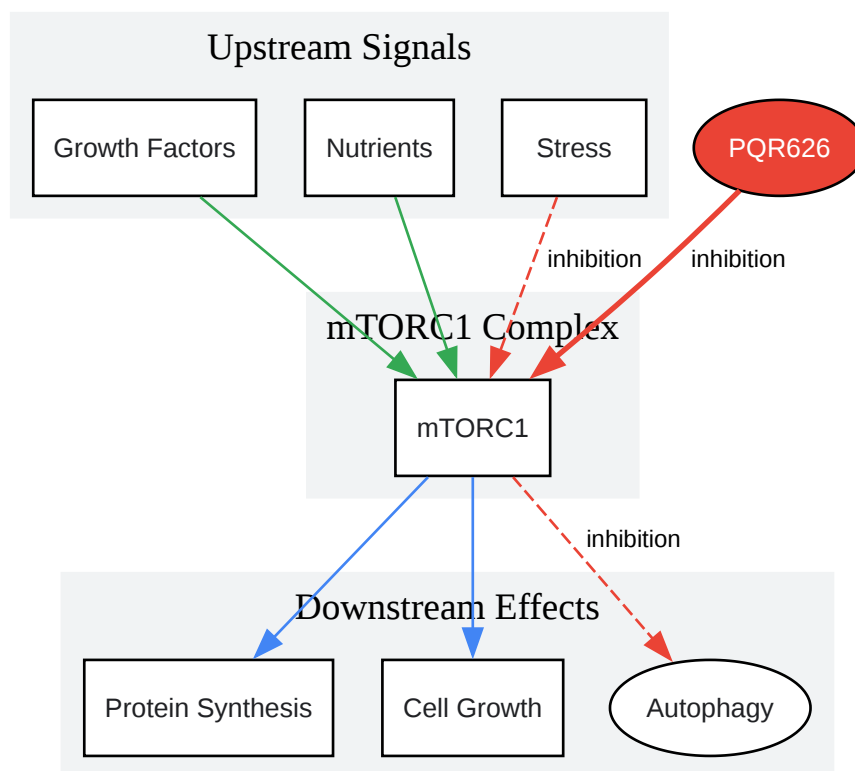 Upstream Signals
Growth Factors
Nutrients
Stress
PQR626
inhibition
inhibition
mTORC1 Complex
mTORC1
inhibition
Downstream Effects
Protein Synthesis
Cell Growth
Autophagy